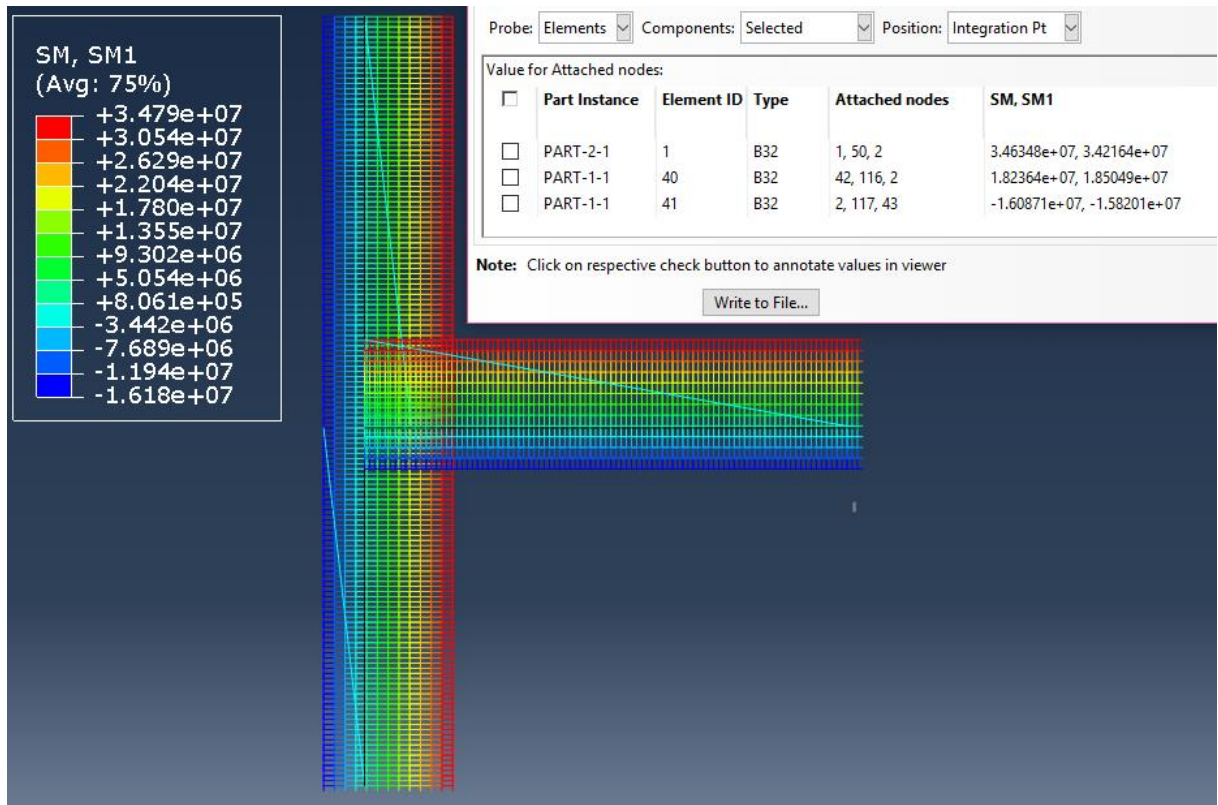 SM, SM1
(Avg: 75%)
+3.479e+07
+3.054e+07
+2.629e+07
+2.204e+07
+1.780e+07
+1.355e+07
+9.302e+06
+5.054e+06
+8.061e+05
-3.442e+06
-7.689e+06
-1.194e+07
-1.618e+07
Probe: Elements Components: Selected Position: Integration Pt
Value for Attached nodes:
Part Instance Element ID Type Attached nodes SM, SM1
PART-2-1 1 B32 1, 50, 2 3.46348e+07, 3.42164e+07
PART-1-1 40 B32 42, 116, 2 1.82364e+07, 1.85049e+07
PART-1-1 41 B32 2, 117, 43 -1.60871e+07, -1.58201e+07
Note: Click on respective check button to annotate values in viewer
Write to File...